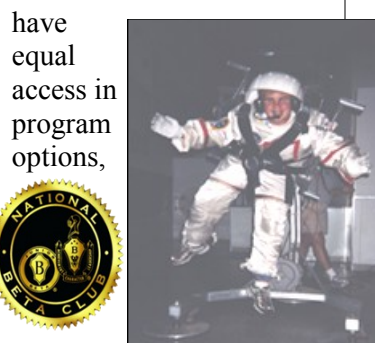 have
equal
access in
program
options,
NATIONAL
BETA CLUB
B
B